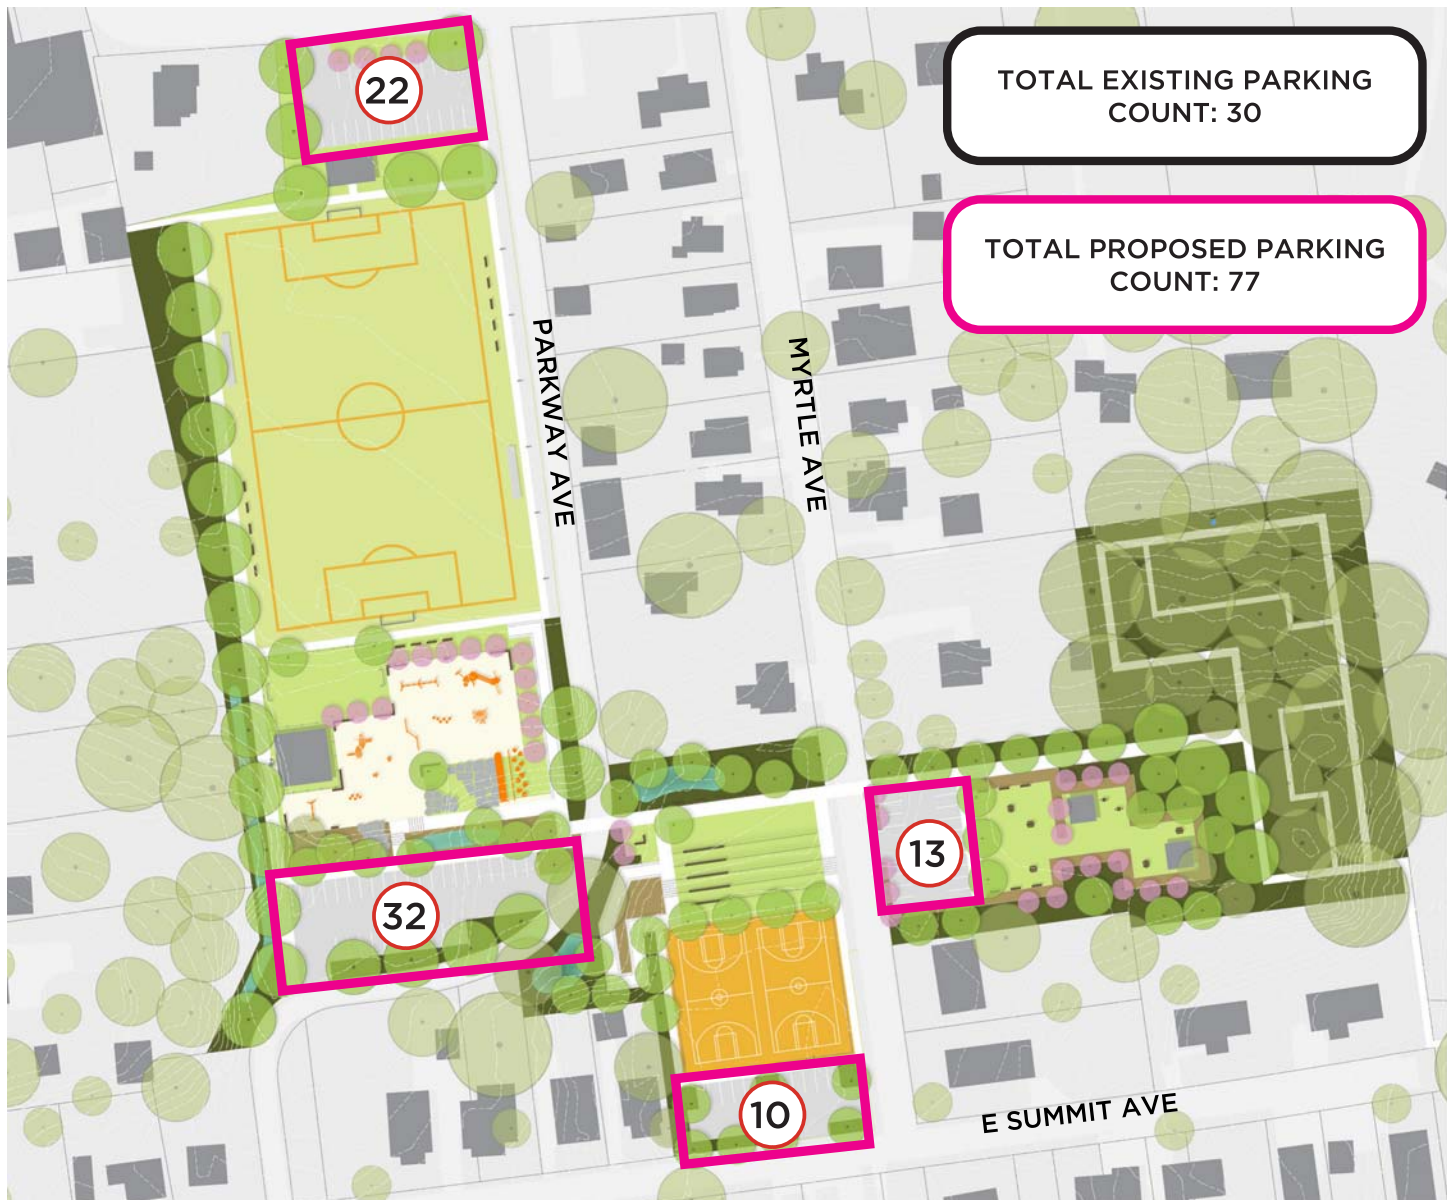 22
TOTAL EXISTING PARKING
COUNT: 30
TOTAL PROPOSED PARKING
COUNT: 77
PARKWAY AVE
MYRTLE AVE
13
32
10
E SUMMIT AVE